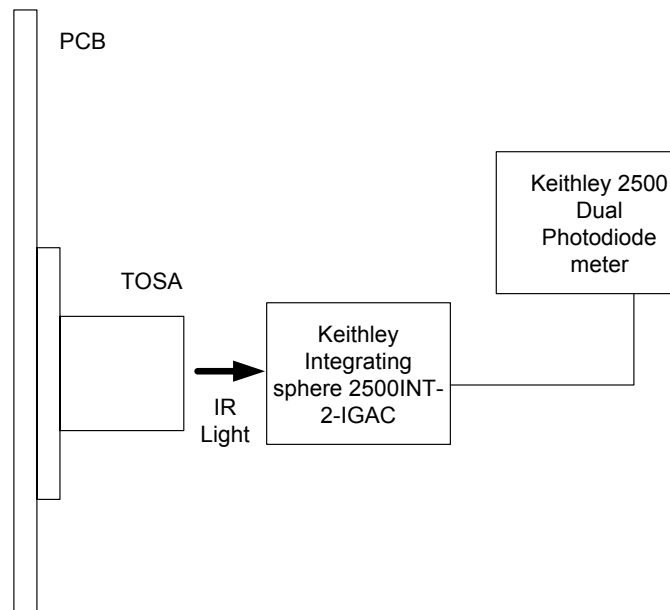 PCB
Keithley 2500
Dual
Photodiode
meter
TOSA
Keithley
Integrating
sphere 2500INT-
2-IGAC
IR
Light